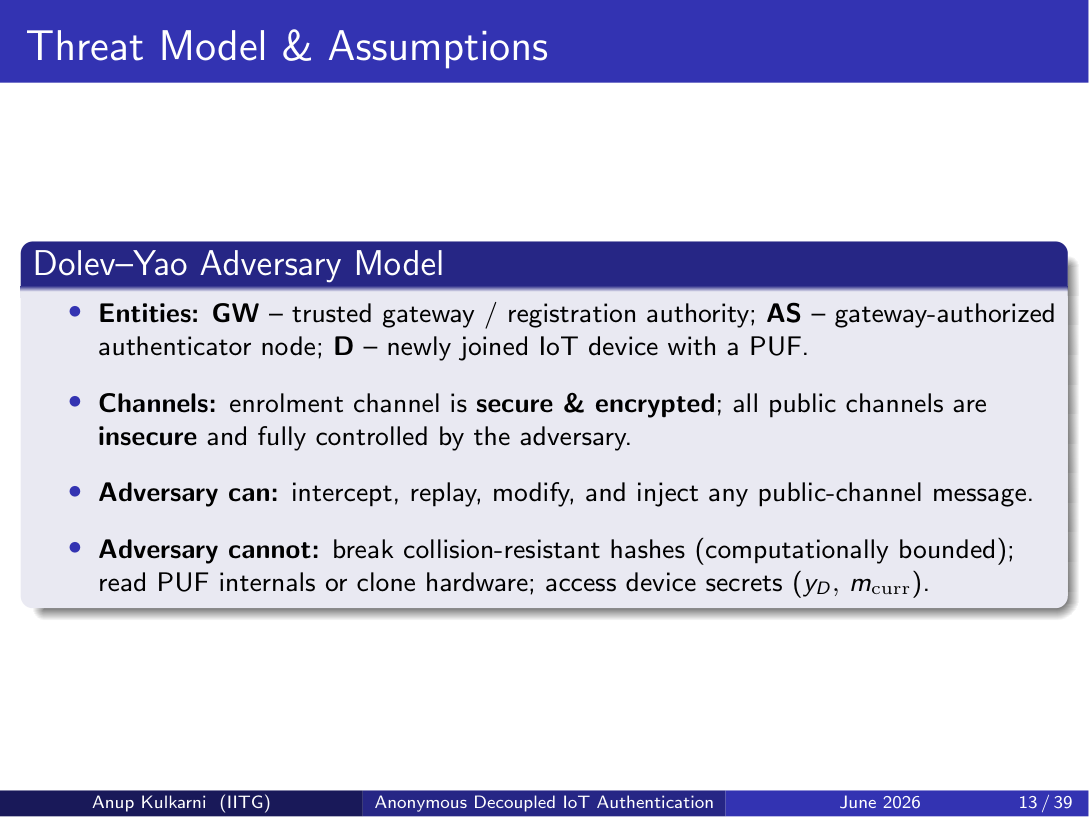 Threat Model & Assumptions
Dolev–Yao Adversary Model
• Entities: GW – trusted gateway / registration authority; AS – gateway-authorized
authenticator node; D – newly joined IoT device with a PUF.
• Channels: enrolment channel is secure & encrypted; all public channels are
insecure and fully controlled by the adversary.
• Adversary can: intercept, replay, modify, and inject any public-channel message.
• Adversary cannot: break collision-resistant hashes (computationally bounded);
read PUF internals or clone hardware; access device secrets (y_D, m_curr).
Anup Kulkarni (IITG) Anonymous Decoupled IoT Authentication June 2026 13 / 39